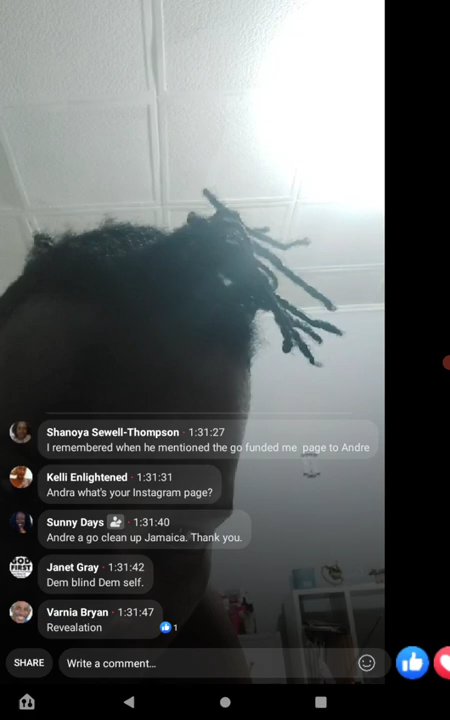 Shanoya Sewell-Thompson · 1:31:27
I remembered when he mentioned the go funded me  page to Andre
Kelli Enlightened · 1:31:31
Andra what's your Instagram page?
Sunny Days · 1:31:40
Andre a go clean up Jamaica. Thank you.
GOD
FIRST
Janet Gray · 1:31:42
Dem blind Dem self.
Varnia Bryan · 1:31:47
Revealation
1
SHARE
Write a comment…